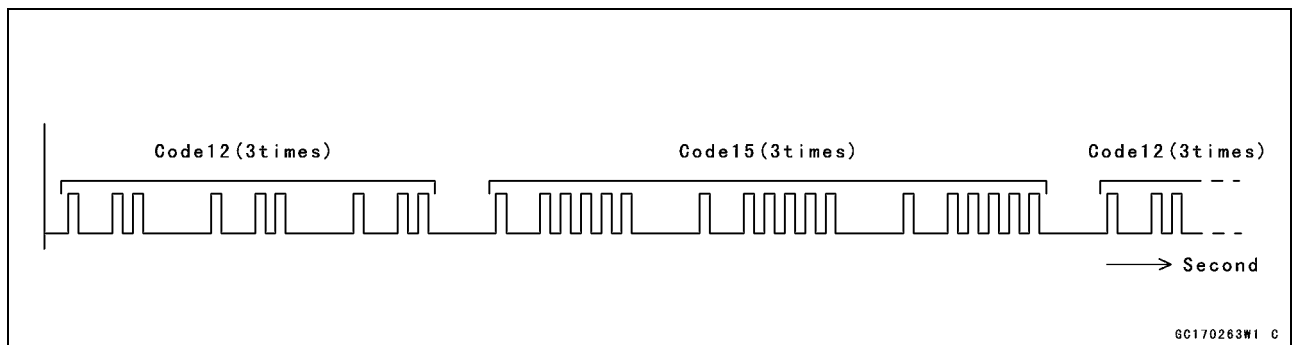 Code12(3times)
Code15(3times)
Code12(3times)
Second
GC170263W1 C